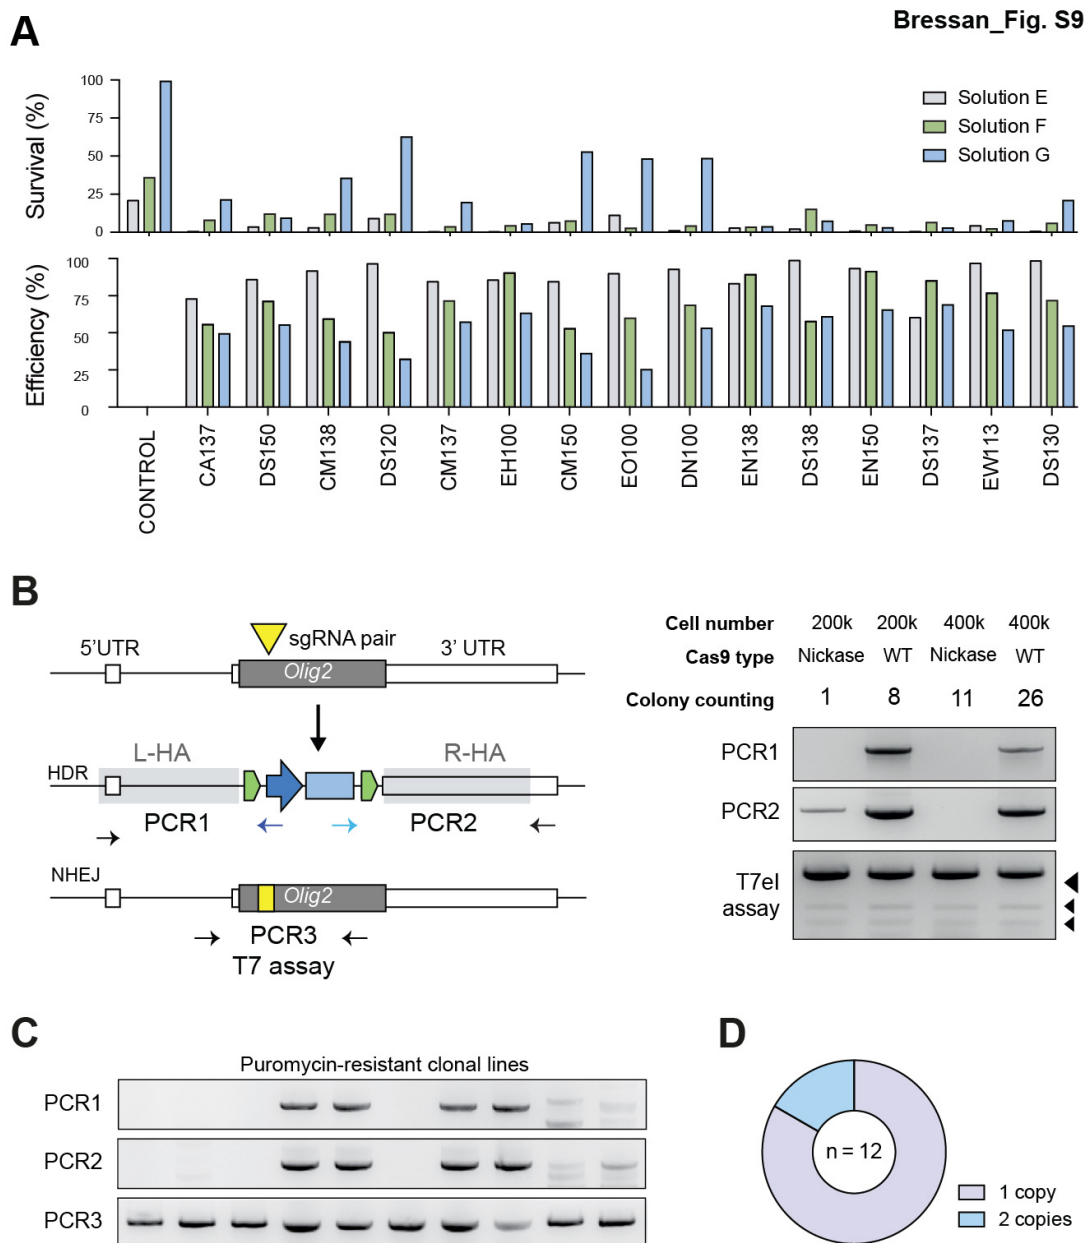 Bressan_Fig. S9
A
Survival (%)
100
75
50
25
0
Solution E
Solution F
Solution G
Efficiency (%)
100
75
50
25
0
CONTROL
CA137
DS150
CM138
DS120
CM137
EH100
CM150
EO100
DN100
EN138
DS138
EN150
DS137
EW113
DS130
B
5'UTR
sgRNA pair
3' UTR
Olig2
L-HA
R-HA
HDR
PCR1
PCR2
NHEJ
Olig2
PCR3
T7 assay
Cell number 200k 200k 400k 400k
Cas9 type Nickase WT Nickase WT
Colony counting 1 8 11 26
PCR1
PCR2
T7eI
assay
C
Puromycin-resistant clonal lines
PCR1
PCR2
PCR3
D
n = 12
1 copy
2 copies